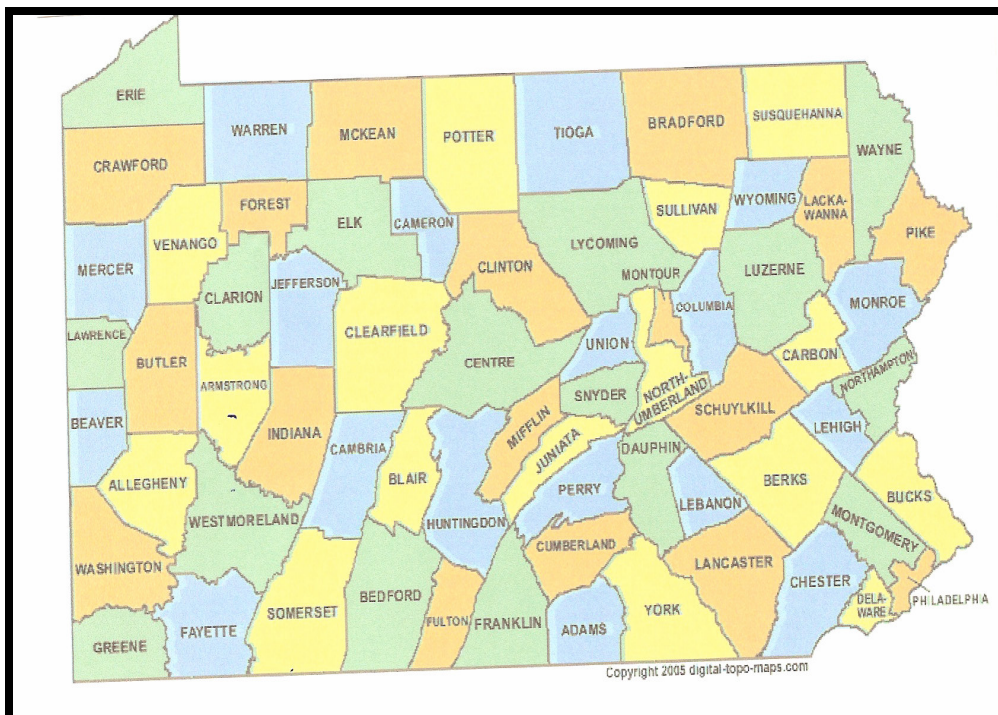 ERIE
WARREN
MCKEAN
POTTER
TIOGA
BRADFORD
SUSQUEHANNA
WAYNE
CRAWFORD
FOREST
ELK
CAMERON
SULLIVAN
WYOMING
LACKA-
WANNA
PIKE
VENANGO
MERCER
CLARION
JEFFERSON
CLINTON
LYCOMING
MONTOUR
COLUMBIA
LUZERNE
MONROE
LAWRENCE
BUTLER
ARMSTRONG
CLEARFIELD
CENTRE
UNION
CARBON
NORTHAMPTON
BEAVER
INDIANA
CAMBRIA
BLAIR
MIFFLIN
SNYDER
NORTH-
UMBERLAND
SCHUYLKILL
LEHIGH
ALLEGHENY
WESTMORELAND
HUNTINGDON
JUNIATA
PERRY
DAUPHIN
LEBANON
BERKS
BUCKS
MONTGOMERY
WASHINGTON
CUMBERLAND
LANCASTER
CHESTER
DELA-
WARE
PHILADELPHIA
GREENE
FAYETTE
SOMERSET
BEDFORD
FULTON
FRANKLIN
ADAMS
YORK
Copyright 2005 digital-topo-maps.com